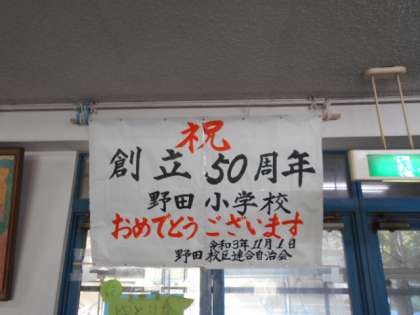 祝
創立50周年
野田小学校
おめでとうございます
令和3年11月1日
野田校区連合自治会